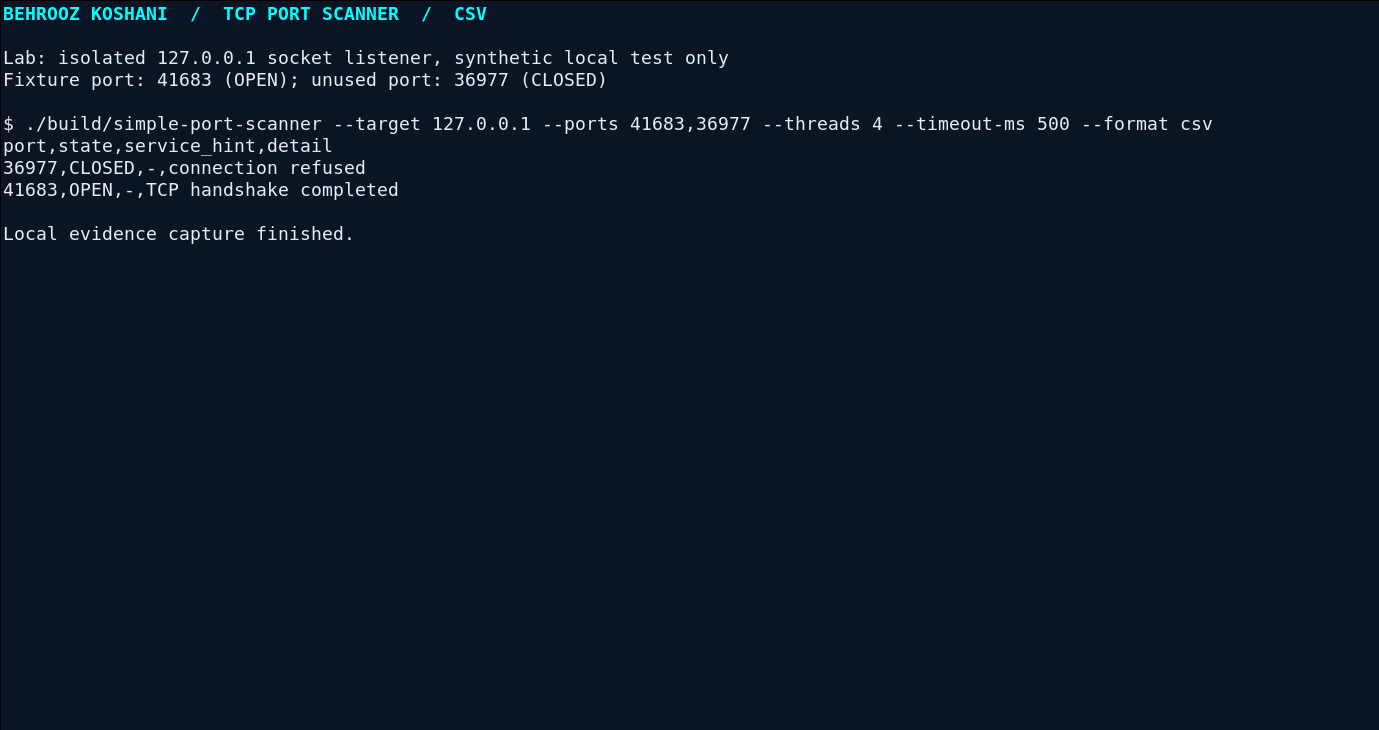 BEHROOZ KOSHANI  /  TCP PORT SCANNER  /  CSV
Lab: isolated 127.0.0.1 socket listener, synthetic local test only
Fixture port: 41683 (OPEN); unused port: 36977 (CLOSED)
$ ./build/simple-port-scanner --target 127.0.0.1 --ports 41683,36977 --threads 4 --timeout-ms 500 --format csv
port,state,service_hint,detail
36977,CLOSED,-,connection refused
41683,OPEN,-,TCP handshake completed
Local evidence capture finished.